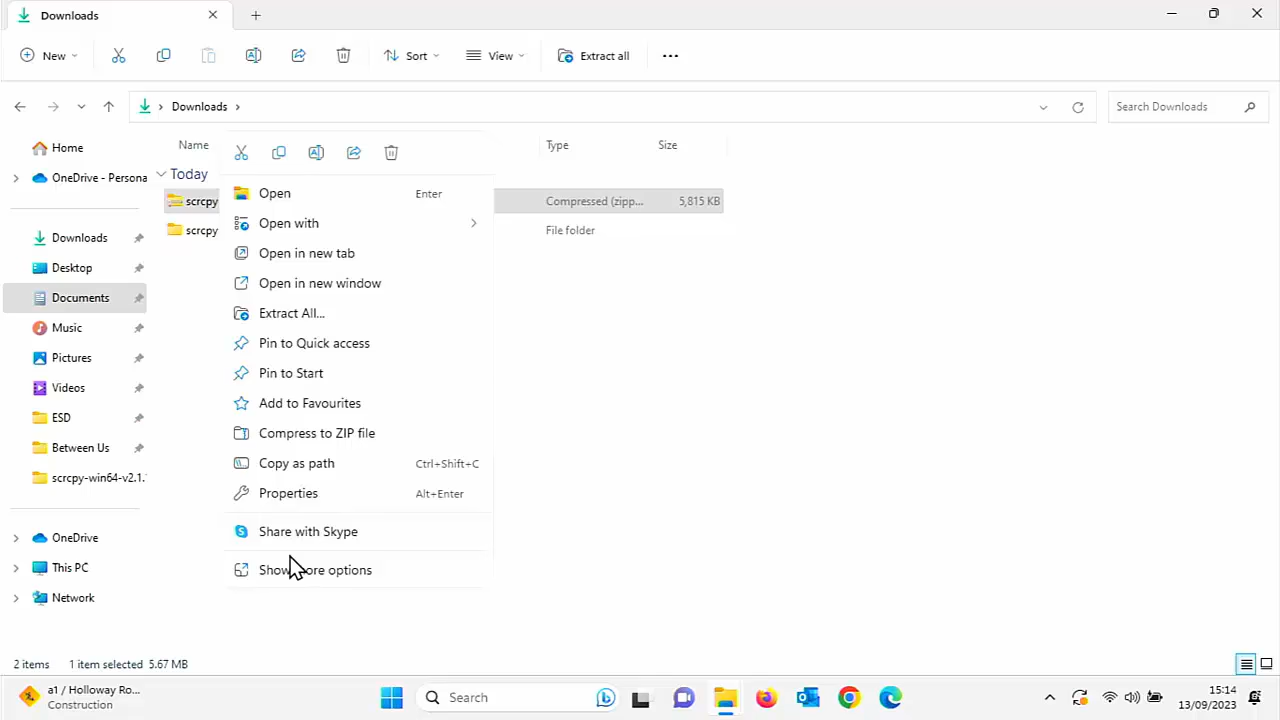 Downloads
New
Sort
View
Extract all
Downloads
Search Downloads
Name
Type
Size
Today
scrcpy
Compressed (zipp...
5,815 KB
scrcpy
File folder
Home
OneDrive - Persona
Downloads
Desktop
Documents
Music
Pictures
Videos
ESD
Between Us
scrcpy-win64-v2.1.
OneDrive
This PC
Network
Open
Enter
Open with
Open in new tab
Open in new window
Extract All...
Pin to Quick access
Pin to Start
Add to Favourites
Compress to ZIP file
Copy as path
Ctrl+Shift+C
Properties
Alt+Enter
Share with Skype
Show more options
2 items
1 item selected 5.67 MB
a1 / Holloway Ro...
Construction
Search
15:14
13/09/2023